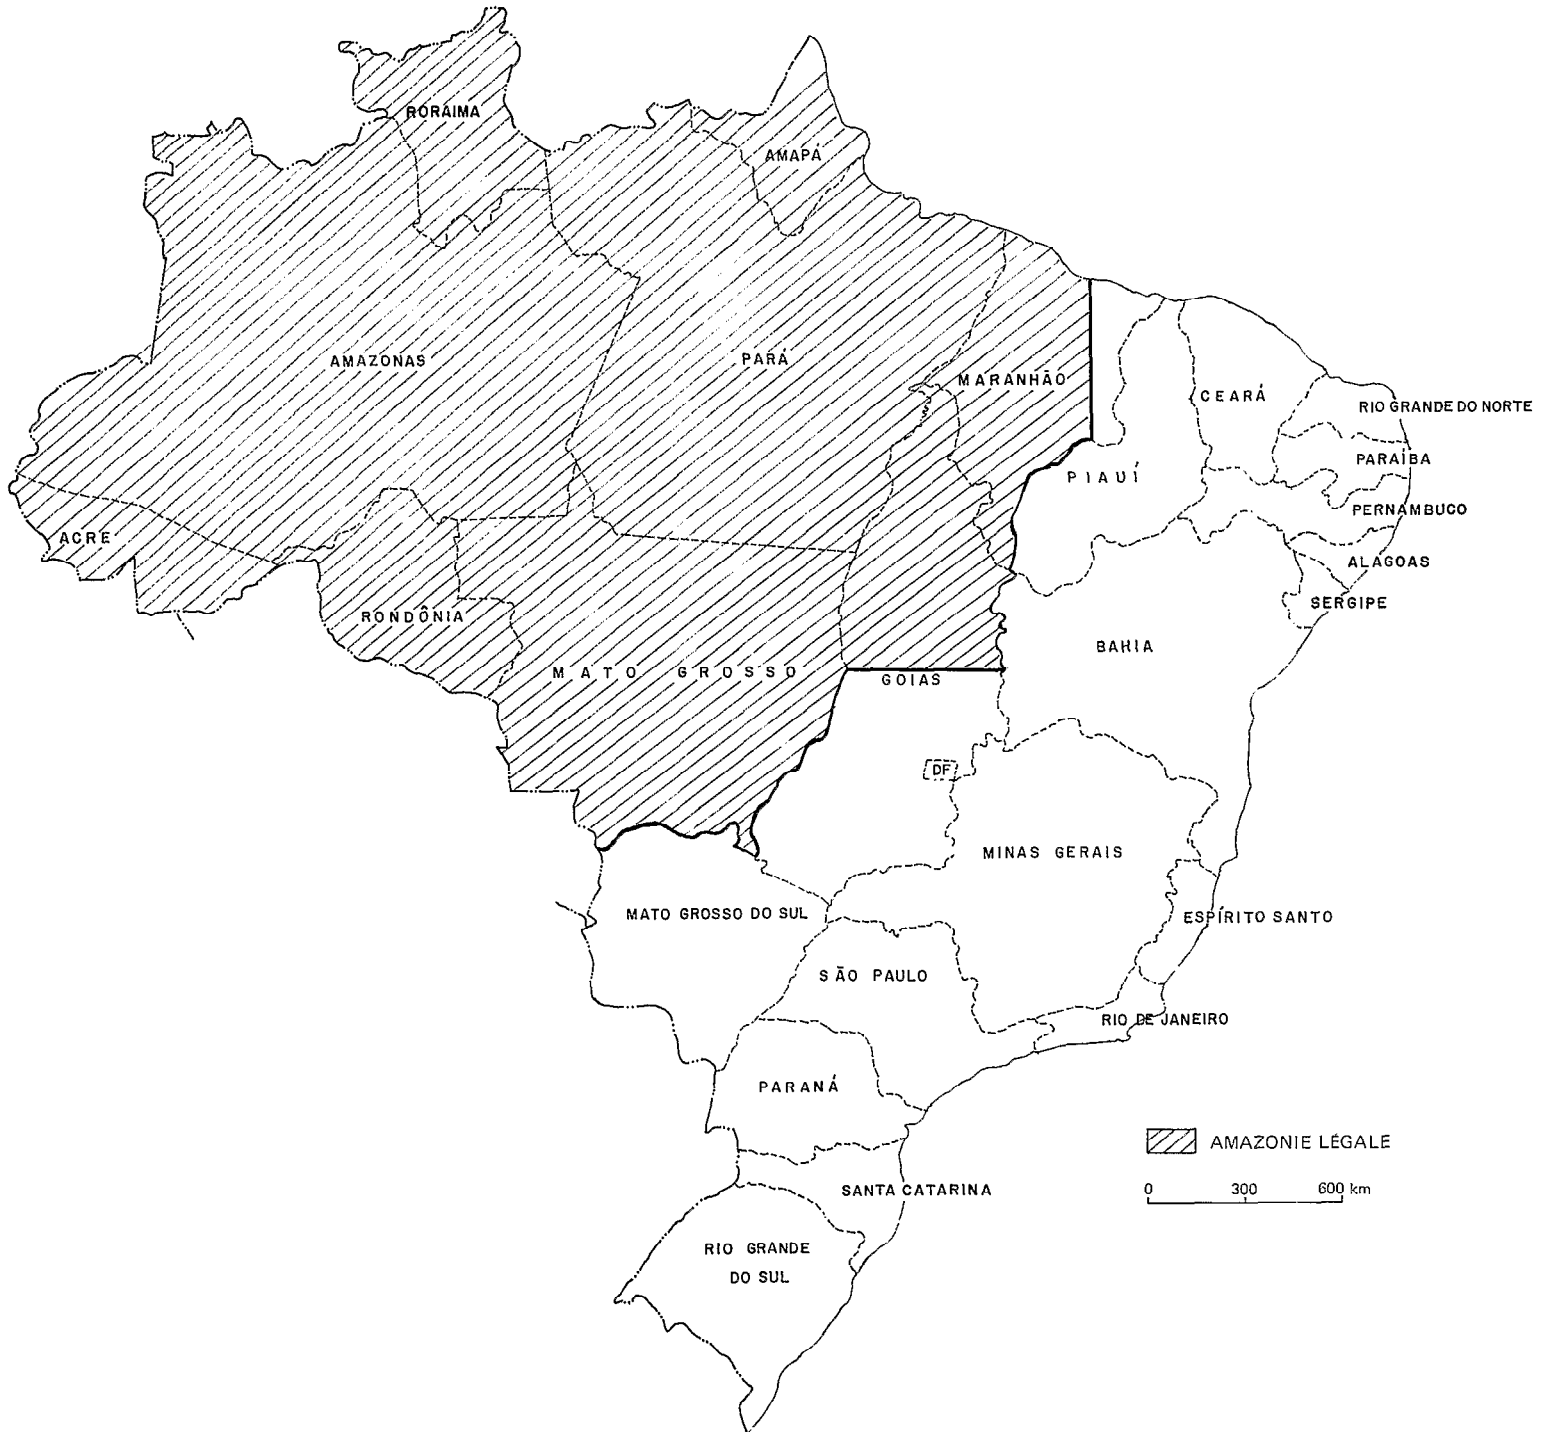 RORAIMA
AMAPÁ
AMAZONAS
PARÁ
MARANHÃO
CEARÁ
RIO GRANDE DO NORTE
PARAÍBA
PIAUÍ
PERNAMBUCO
ACRE
ALAGOAS
SERGIPE
RONDÔNIA
BAHIA
MATO GROSSO
GOIAS
DF
MINAS GERAIS
MATO GROSSO DO SUL
ESPÍRITO SANTO
SÃO PAULO
RIO DE JANEIRO
PARANÁ
AMAZONIE LÉGALE
0 300 600 km
SANTA CATARINA
RIO GRANDE
DO SUL